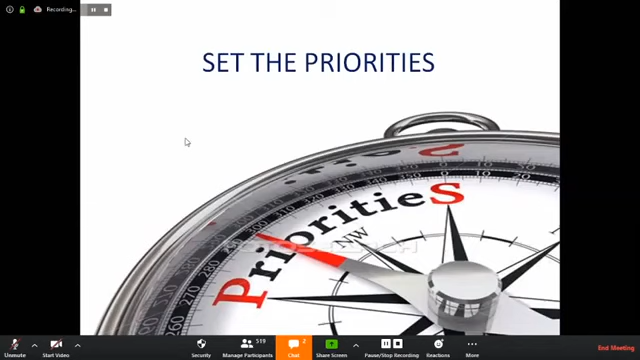 Recording...
SET THE PRIORITIES
PrioritieS
NW
Unmute
Start Video
Security
519
Manage Participants
2
Chat
Share Screen
Pause/Stop Recording
Reactions
More
End Meeting